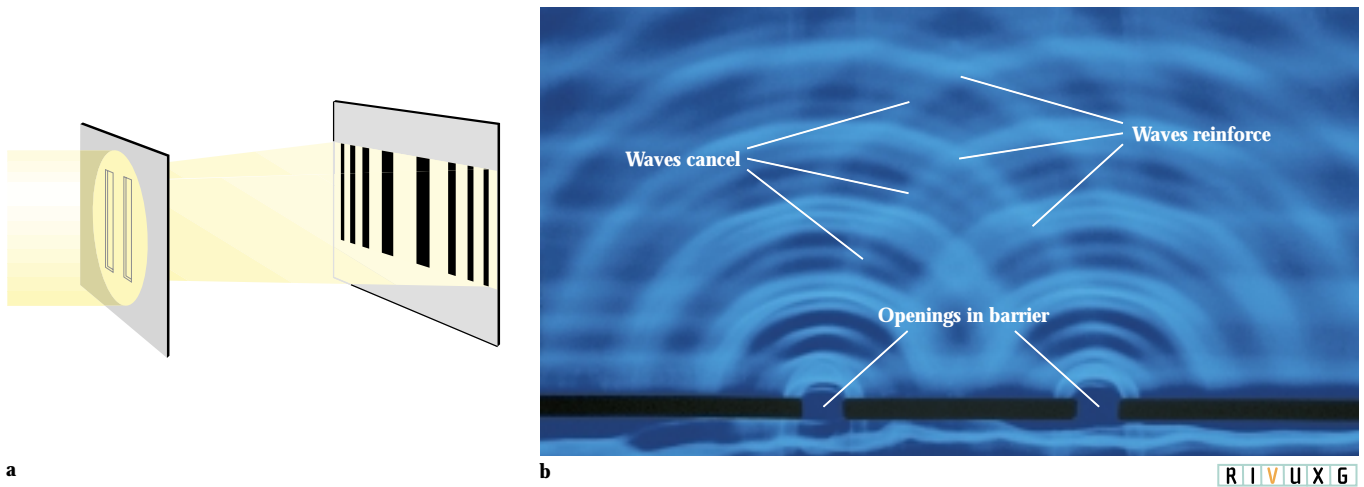 Waves cancel
Waves reinforce
Openings in barrier
a
b
R I V U X G